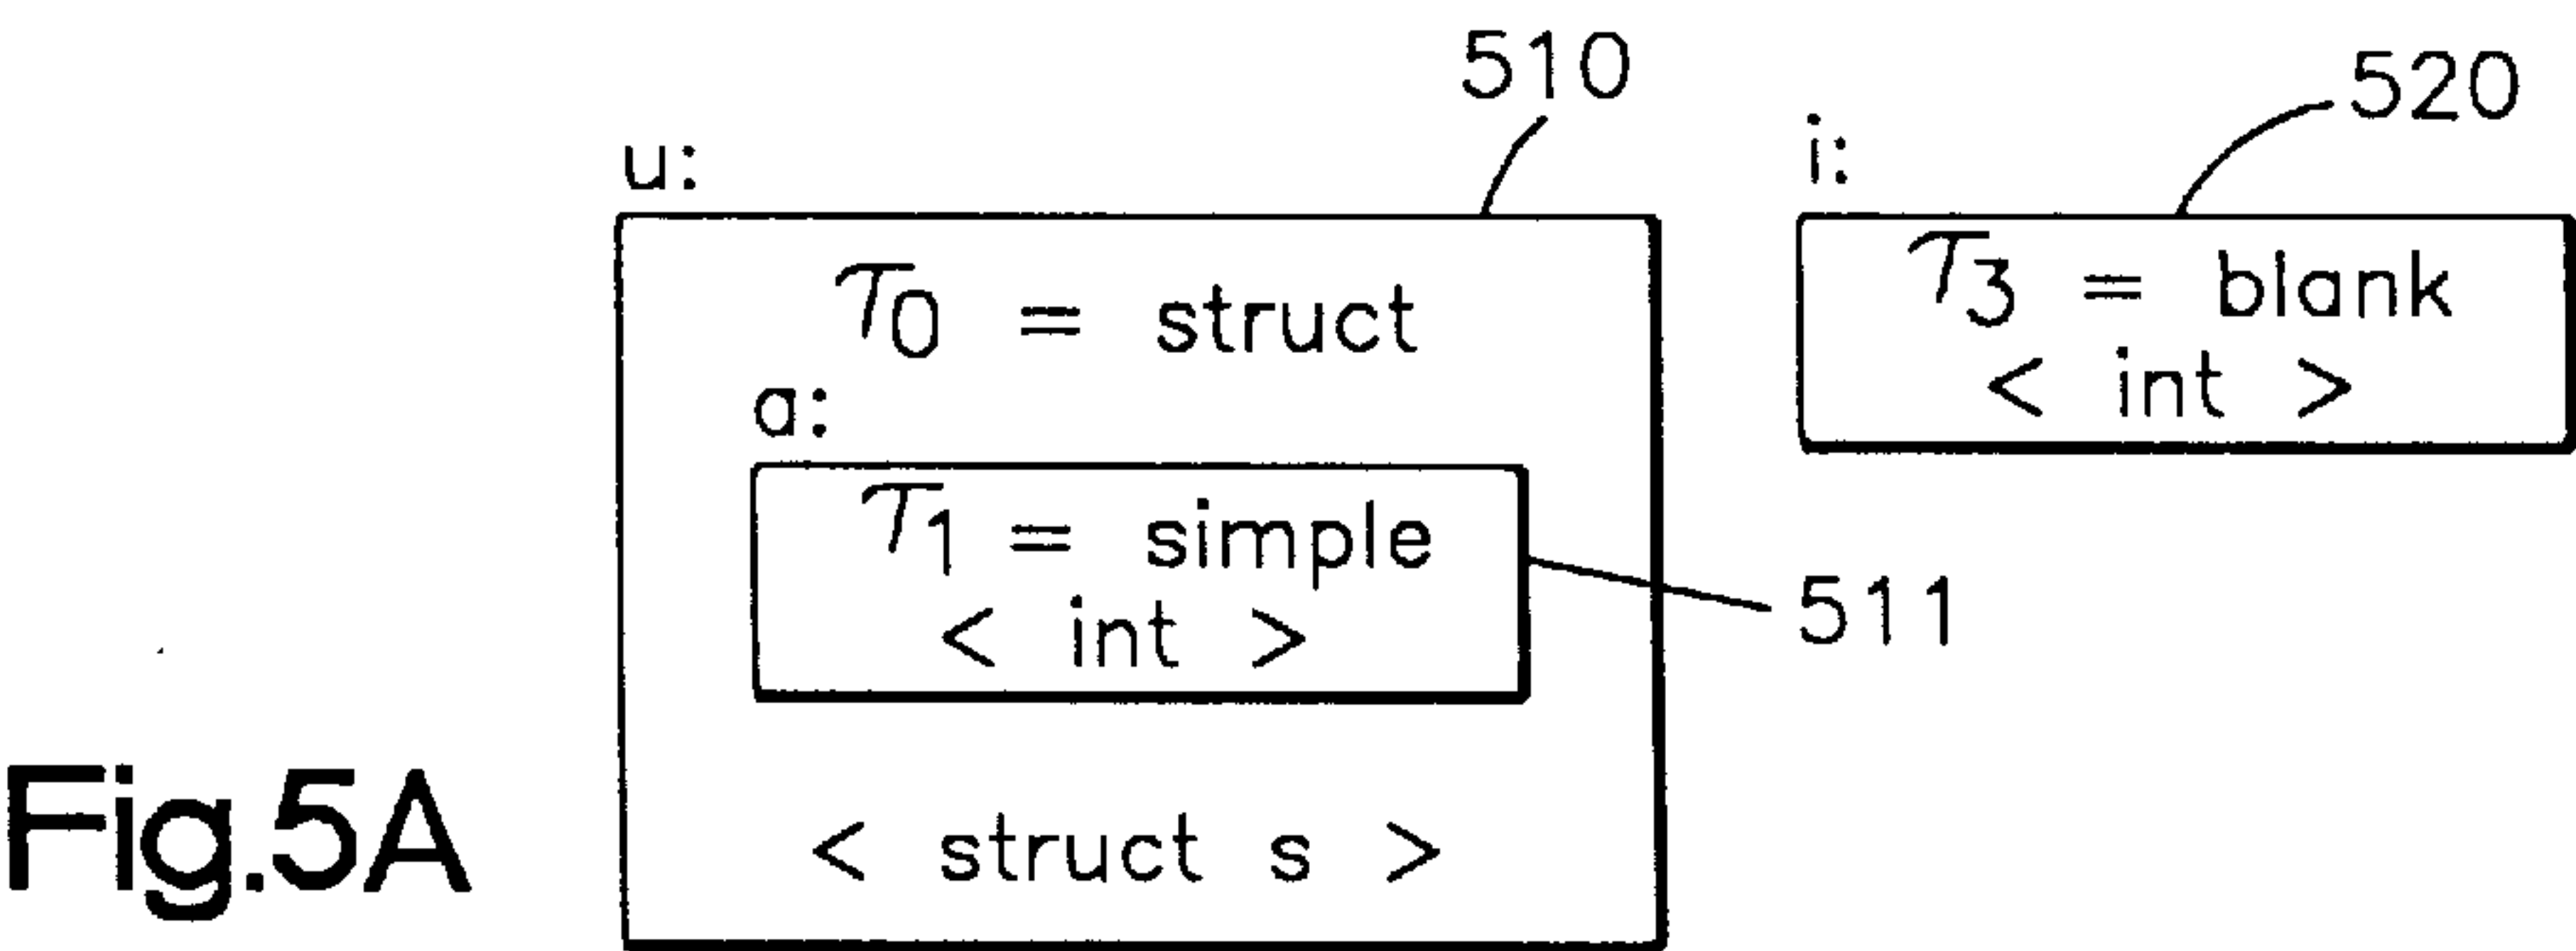 510
520
u:
i:
τ0 = struct
τ3 = blank
< int >
a:
τ1 = simple
< int >
511
< struct s >
Fig.5A